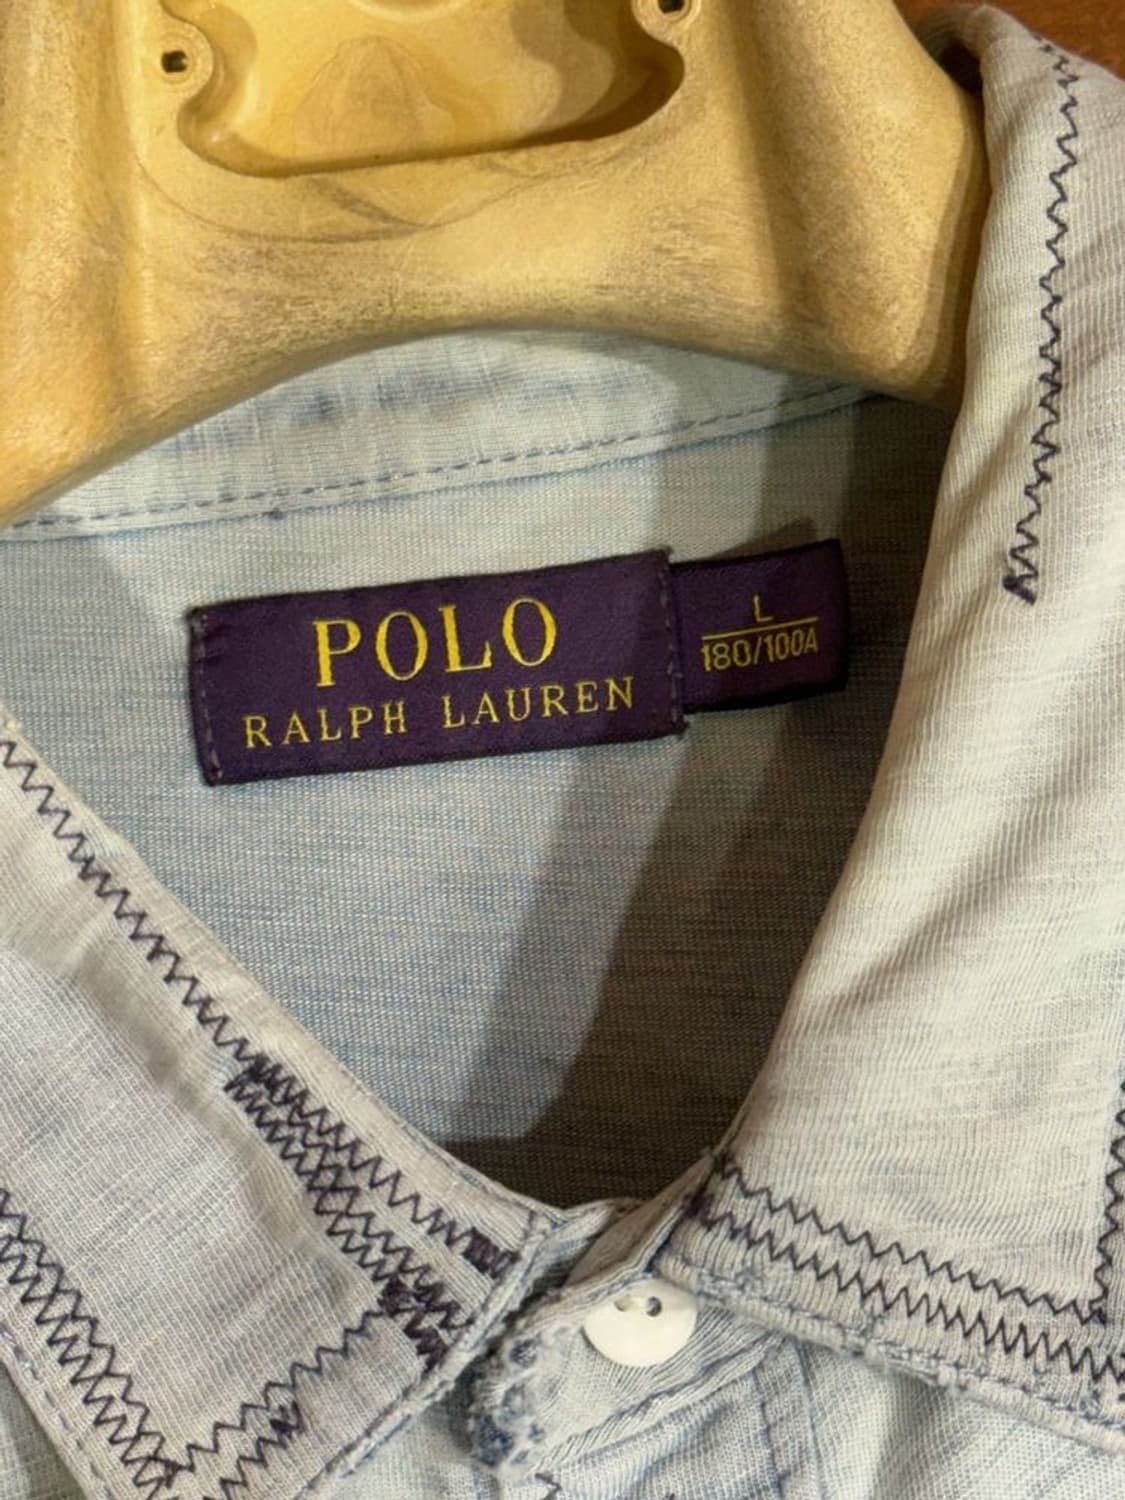 POLO
RALPH LAUREN
L
180/100A